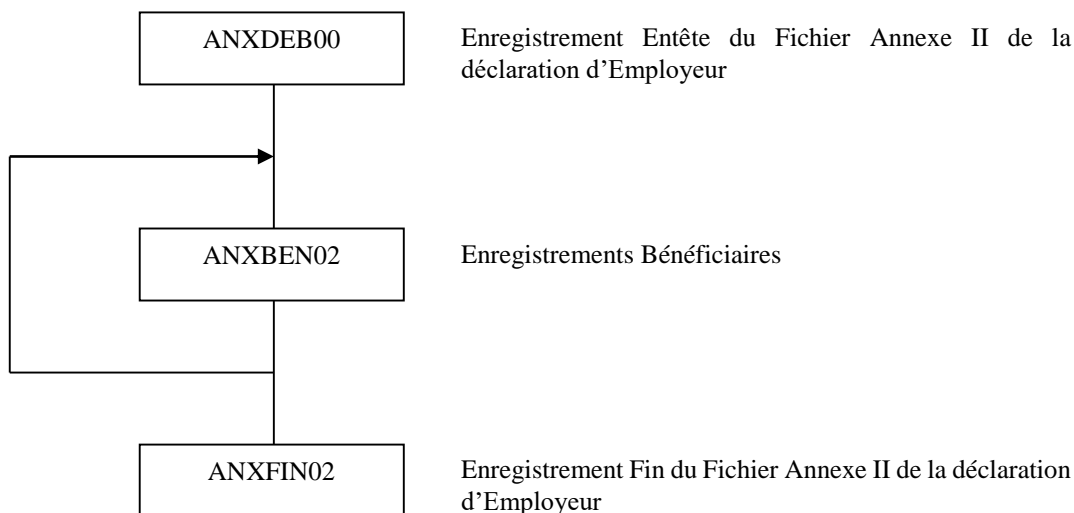 ANXDEB00
Enregistrement Entête du Fichier Annexe II de la
déclaration d’Employeur
ANXBEN02
Enregistrements Bénéficiaires
ANXFIN02
Enregistrement Fin du Fichier Annexe II de la déclaration
d’Employeur